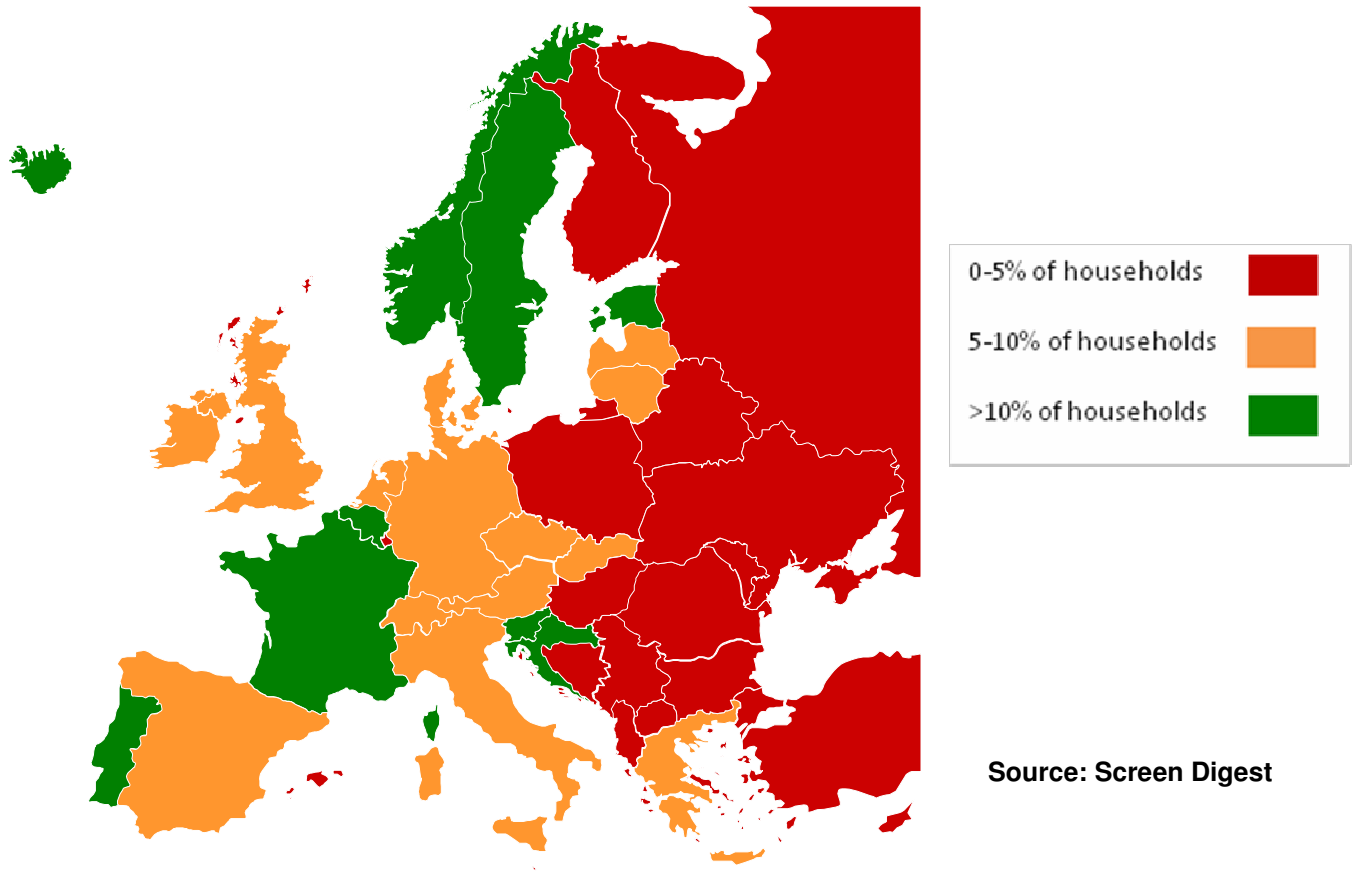 0-5% of households
5-10% of households
>10% of households
Source: Screen Digest